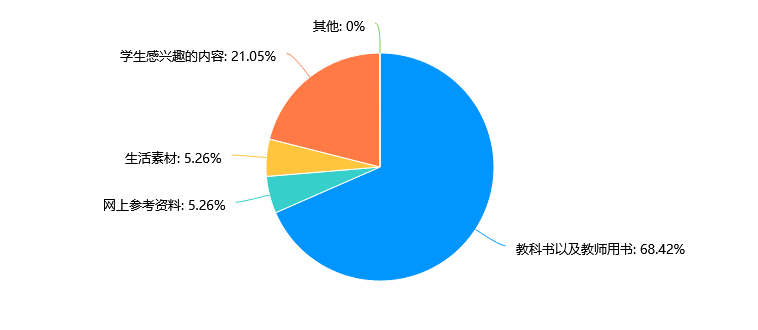 其他: 0%
学生感兴趣的内容: 21.05%
生活素材: 5.26%
网上参考资料: 5.26%
教科书以及教师用书: 68.42%